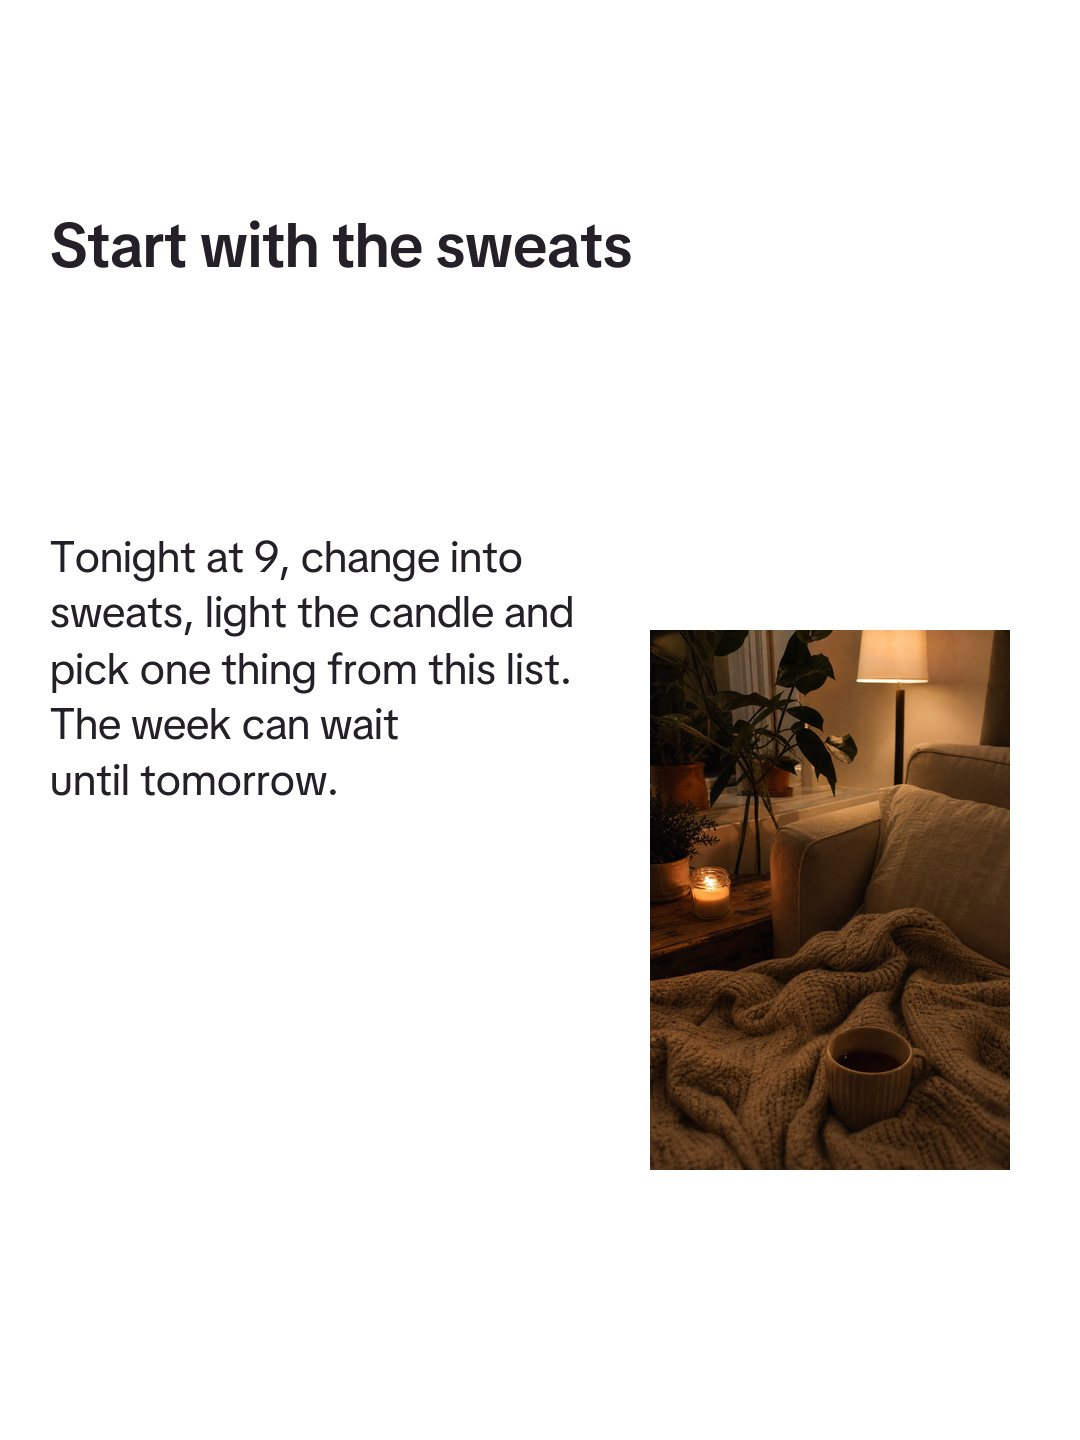 Start with the sweats
Tonight at 9, change into
sweats, light the candle and
pick one thing from this list.
The week can wait
until tomorrow.